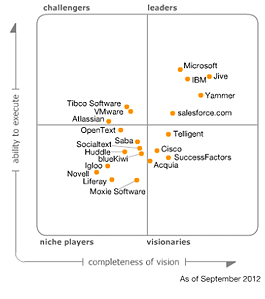 challengers
leaders
Microsoft
IBM
Jive
Yammer
Tibco Software
VMware
salesforce.com
Atlassian
OpenText
Telligent
Saba
Socialtext
Cisco
Huddle
SuccessFactors
blueKiwi
Acquia
Igloo
Novell
Liferay
Moxie Software
niche players
visionaries
ability to execute
completeness of vision
As of September 2012